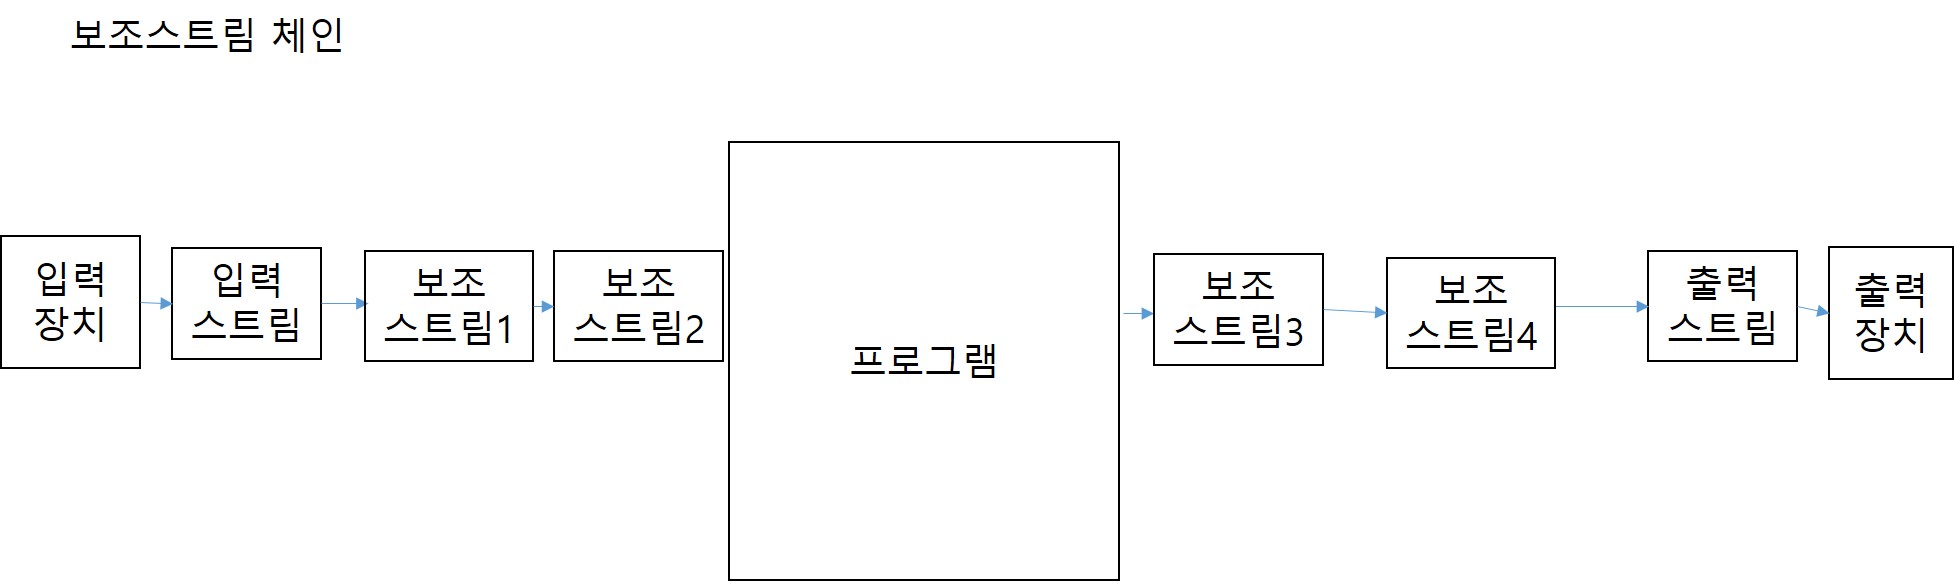 보조스트림 체인
입력
장치
입력
스트림
보조
스트림1
보조
스트림2
프로그램
보조
스트림3
보조
스트림4
출력
스트림
출력
장치